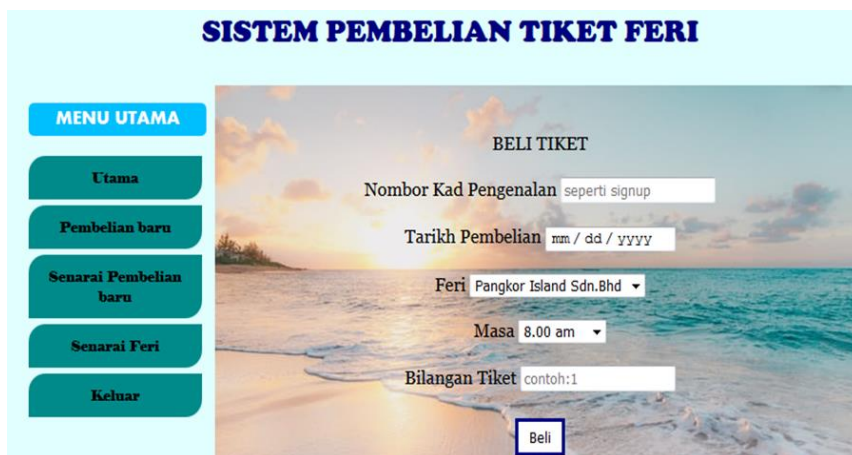 SISTEM PEMBELIAN TIKET FERI
MENU UTAMA
Utama
Pembelian baru
Senarai Pembelian
baru
Senarai Feri
Keluar
BELI TIKET
Nombor Kad Pengenalan seperti signup
Tarikh Pembelian mm / dd / yyyy
Feri Pangkor Island Sdn.Bhd
Masa 8.00 am
Bilangan Tiket contoh:1
Beli